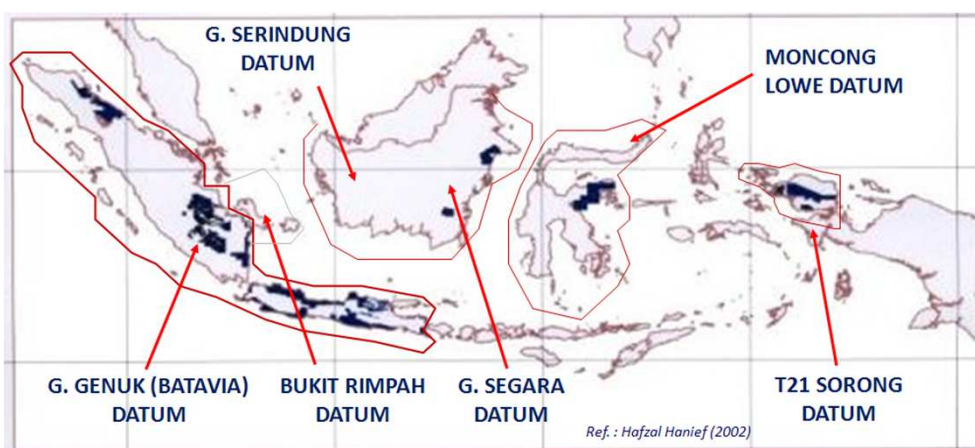 G. SERINDUNG
DATUM
MONCONG
LOWE DATUM
G. GENUK (BATAVIA)
DATUM
BUKIT RIMPAH
DATUM
G. SEGARA
DATUM
T21 SORONG
DATUM
Ref. : Hafzal Hanief (2002)